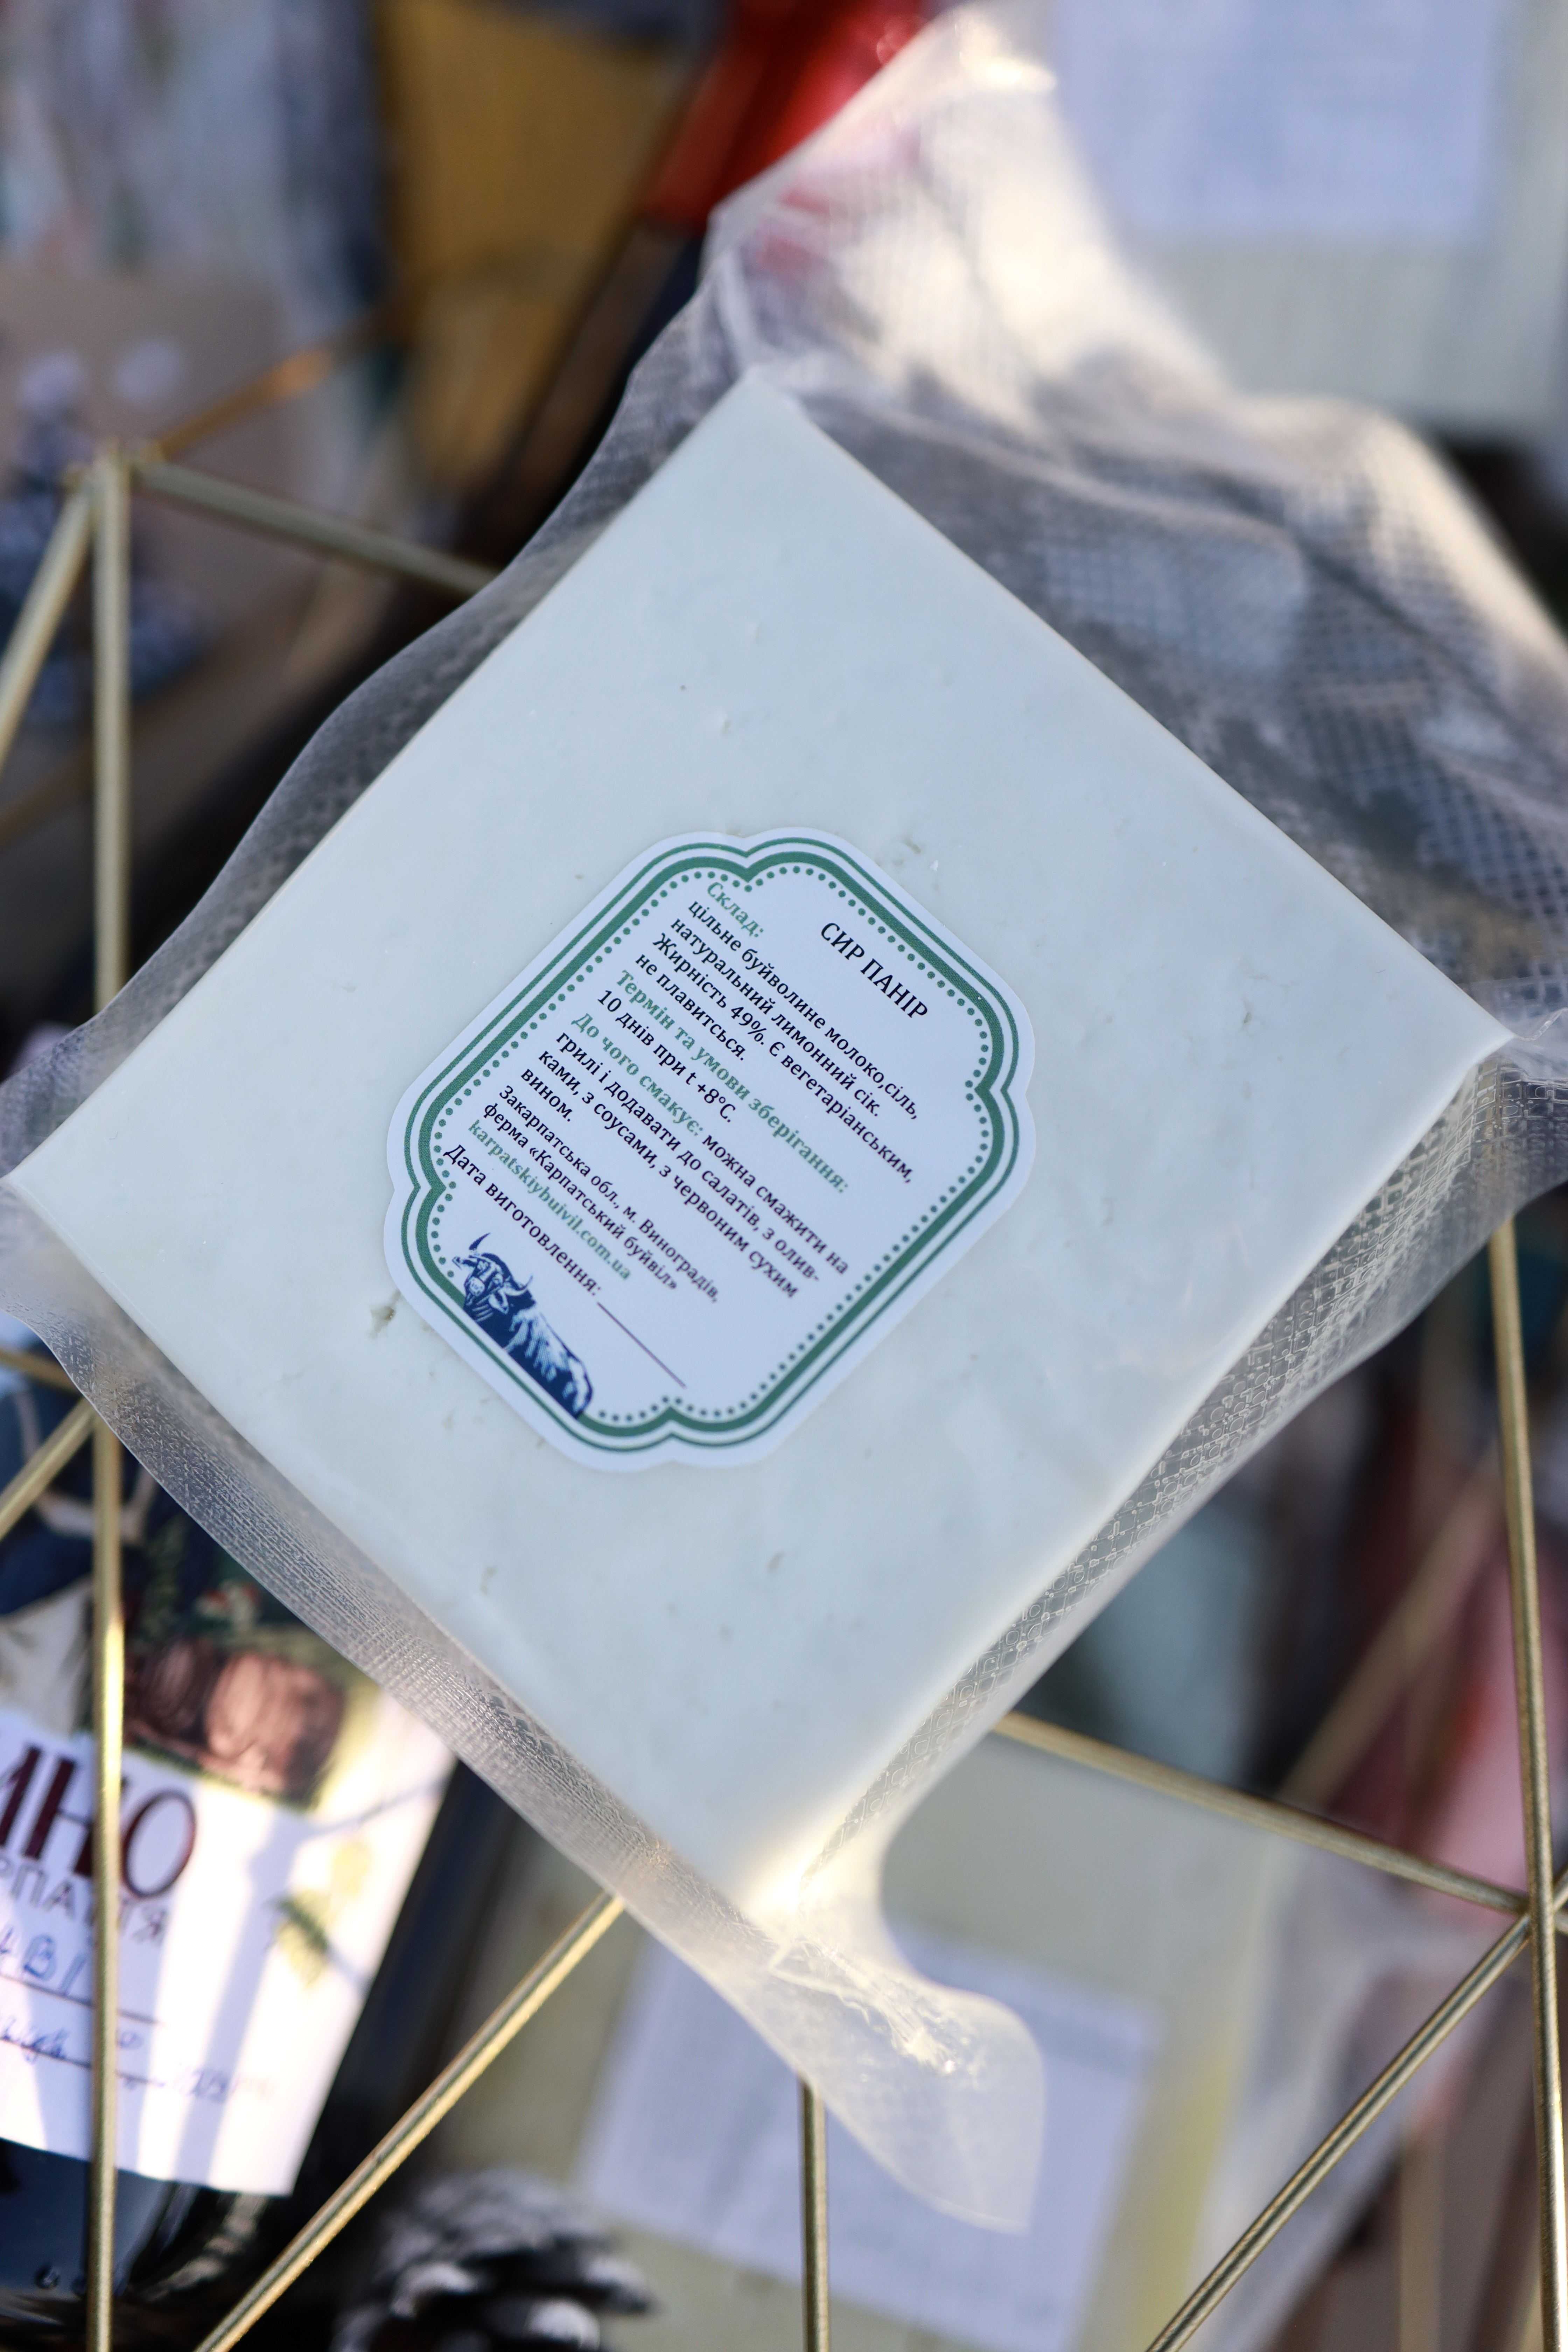 СИР ПАНІР
Склад:
цільне буйволине молоко,сіль,
натуральний лимонний сік.
Жирність 49%. Є вегетаріанським,
не плавиться.
Термін та умови зберігання:
10 днів при t +8°C.
До чого смакує: можна смажити на
грилі і додавати до салатів, з олив-
ками, з соусами, з червоним сухим
вином.
Закарпатська обл., м. Виноградів,
ферма «Карпатський буйвіл»
karpatskiybuivil.com.ua
Дата виготовлення: